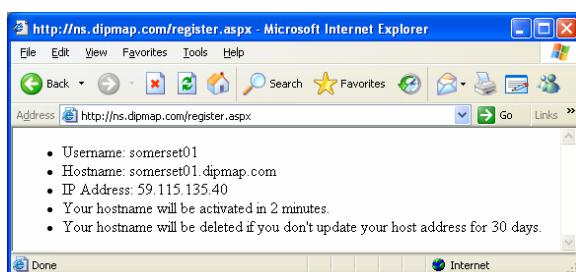 http://ns.dipmap.com/register.aspx - Microsoft Internet Explorer
File Edit View Favorites Tools Help
Back Search Favorites
Address http://ns.dipmap.com/register.aspx Go Links »
• Username: somerset01
• Hostname: somerset01.dipmap.com
• IP Address: 59.115.135.40
• Your hostname will be activated in 2 minutes.
• Your hostname will be deleted if you don't update your host address for 30 days.
Done Internet